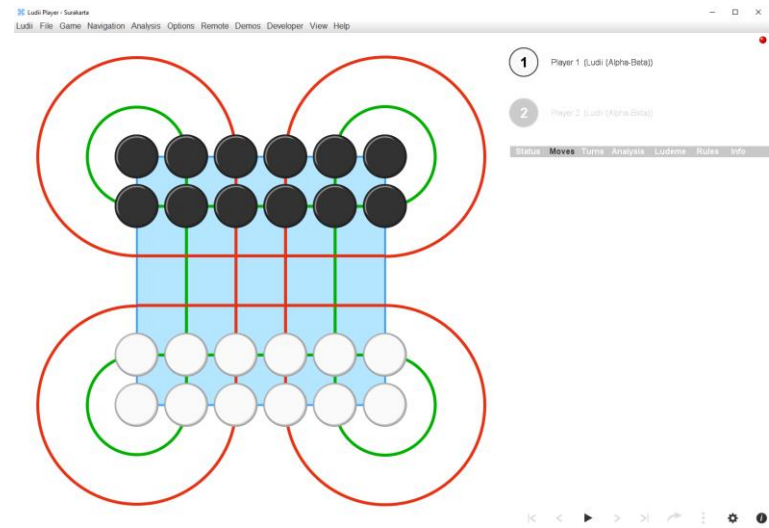 Ludii Player - Surakarta
Ludii File Game Navigation Analysis Options Remote Demos Developer View Help
1 Player 1 (Ludii (Alpha-Beta))
2 Player 2 (Ludii (Alpha-Beta))
Status Moves Turns Analysis Ludeme Rules Info